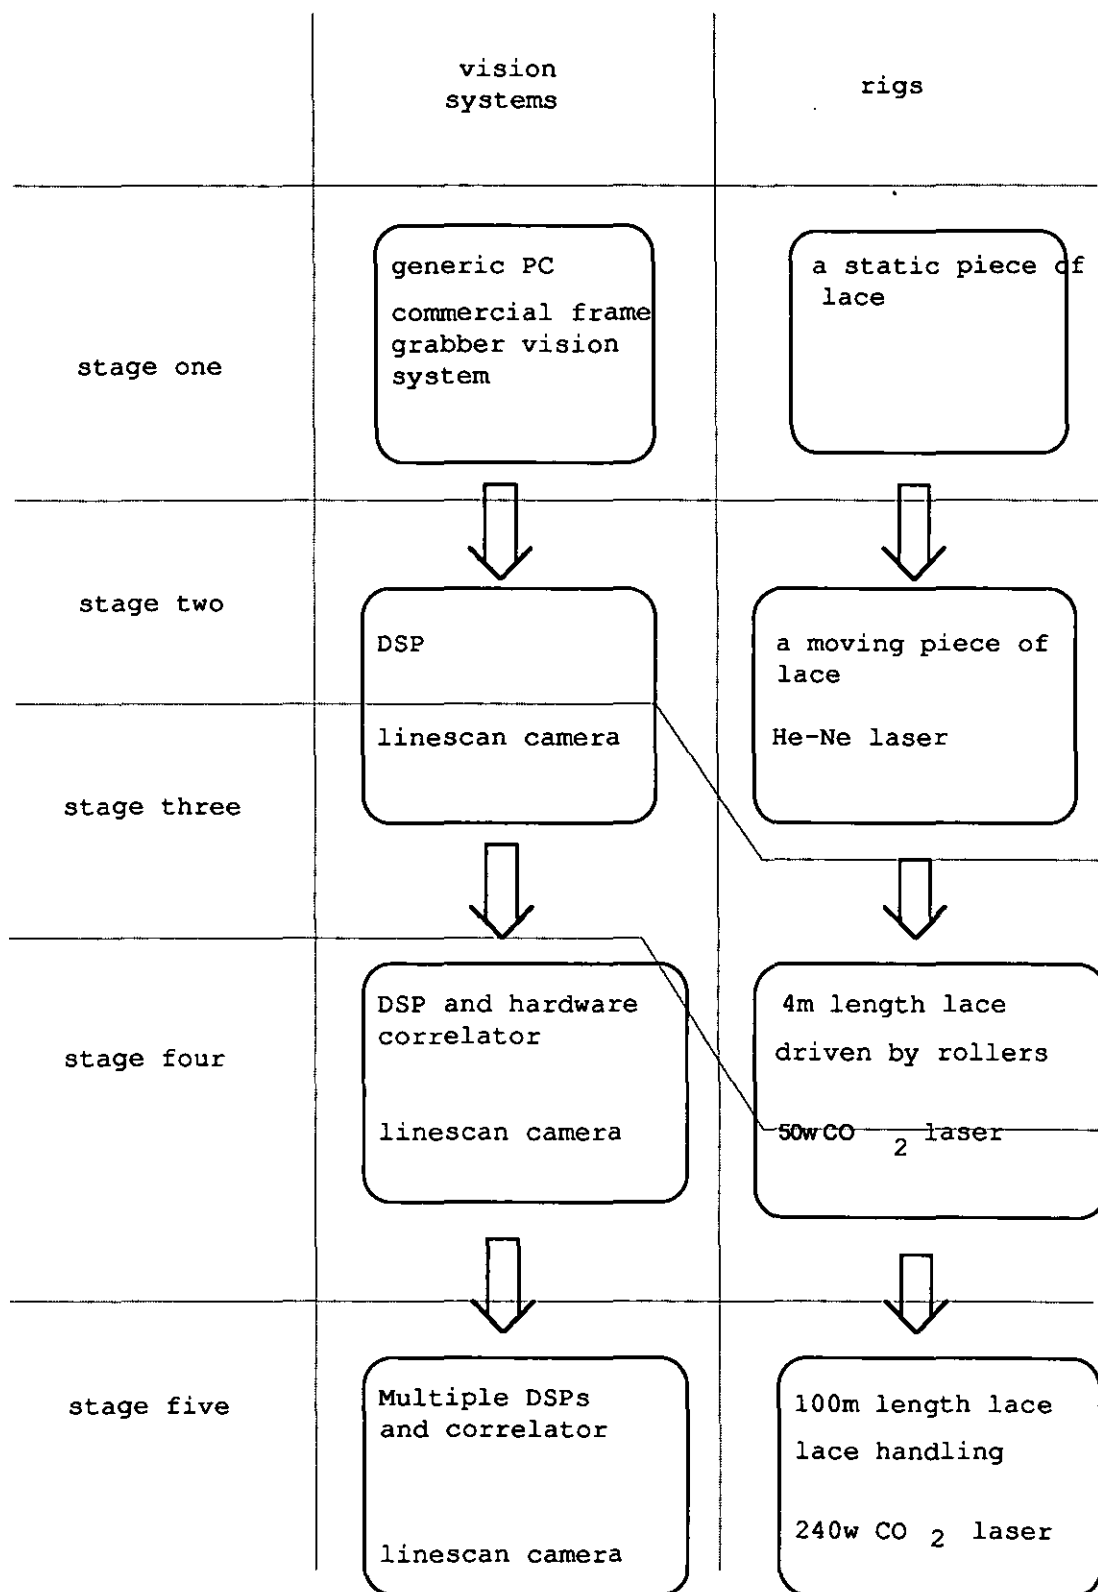 vision
systems
rigs
stage one
generic PC
commercial frame
grabber vision
system
a static piece of
lace
stage two
DSP
a moving piece of
lace
stage three
linescan camera
He-Ne laser
stage four
DSP and hardware
correlator
linescan camera
4m length lace
driven by rollers
50w CO 2 laser
stage five
Multiple DSPs
and correlator
linescan camera
100m length lace
lace handling
240w CO 2 laser